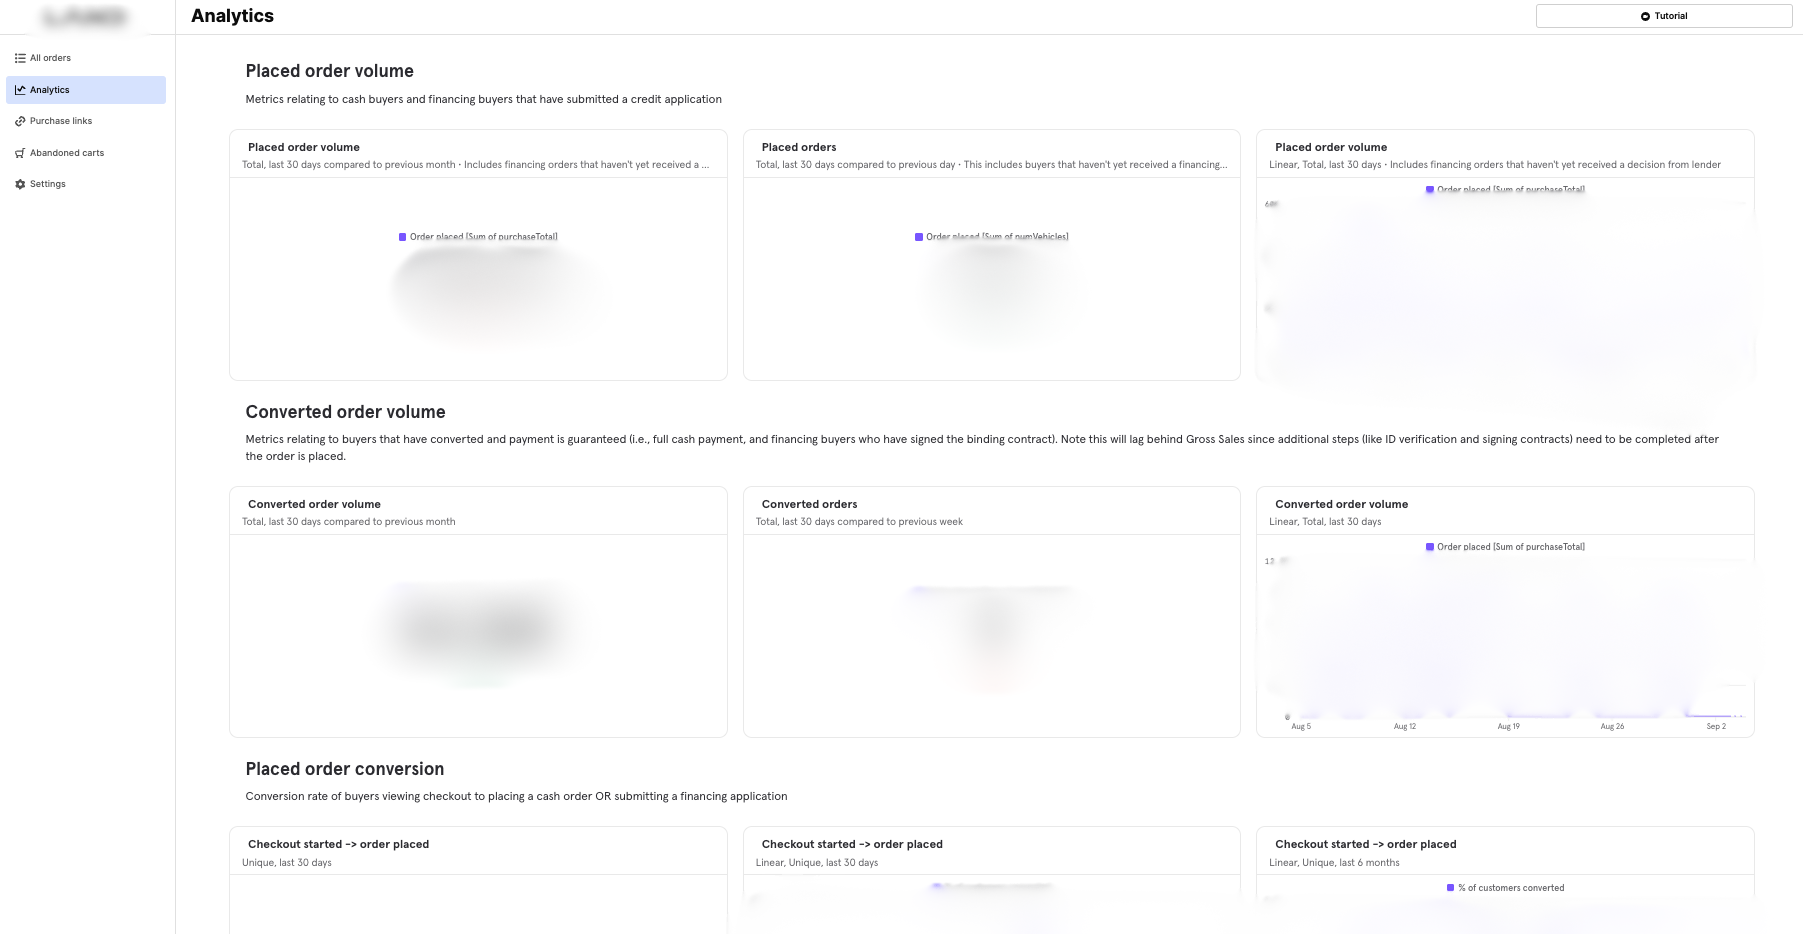 Analytics
Tutorial
All orders
Analytics
Purchase links
Abandoned carts
Settings
Placed order volume
Metrics relating to cash buyers and financing buyers that have submitted a credit application
Placed order volume
Total, last 30 days compared to previous month • Includes financing orders that haven't yet received a ...
Order placed [Sum of purchaseTotal]
Placed orders
Total, last 30 days compared to previous day • This includes buyers that haven't yet received a financing...
Order placed [Sum of numVehicles]
Placed order volume
Linear, Total, last 30 days • Includes financing orders that haven't yet received a decision from lender
Order placed [Sum of purchaseTotal]
Converted order volume
Metrics relating to buyers that have converted and payment is guaranteed (i.e., full cash payment, and financing buyers who have signed the binding contract). Note this will lag behind Gross Sales since additional steps (like ID verification and signing contracts) need to be completed after
the order is placed.
Converted order volume
Total, last 30 days compared to previous month
Converted orders
Total, last 30 days compared to previous week
Converted order volume
Linear, Total, last 30 days
Order placed [Sum of purchaseTotal]
0
Aug 5 Aug 12 Aug 19 Aug 26 Sep 2
Placed order conversion
Conversion rate of buyers viewing checkout to placing a cash order OR submitting a financing application
Checkout started -> order placed
Unique, last 30 days
Checkout started -> order placed
Linear, Unique, last 30 days
Checkout started -> order placed
Linear, Unique, last 6 months
% of customers converted